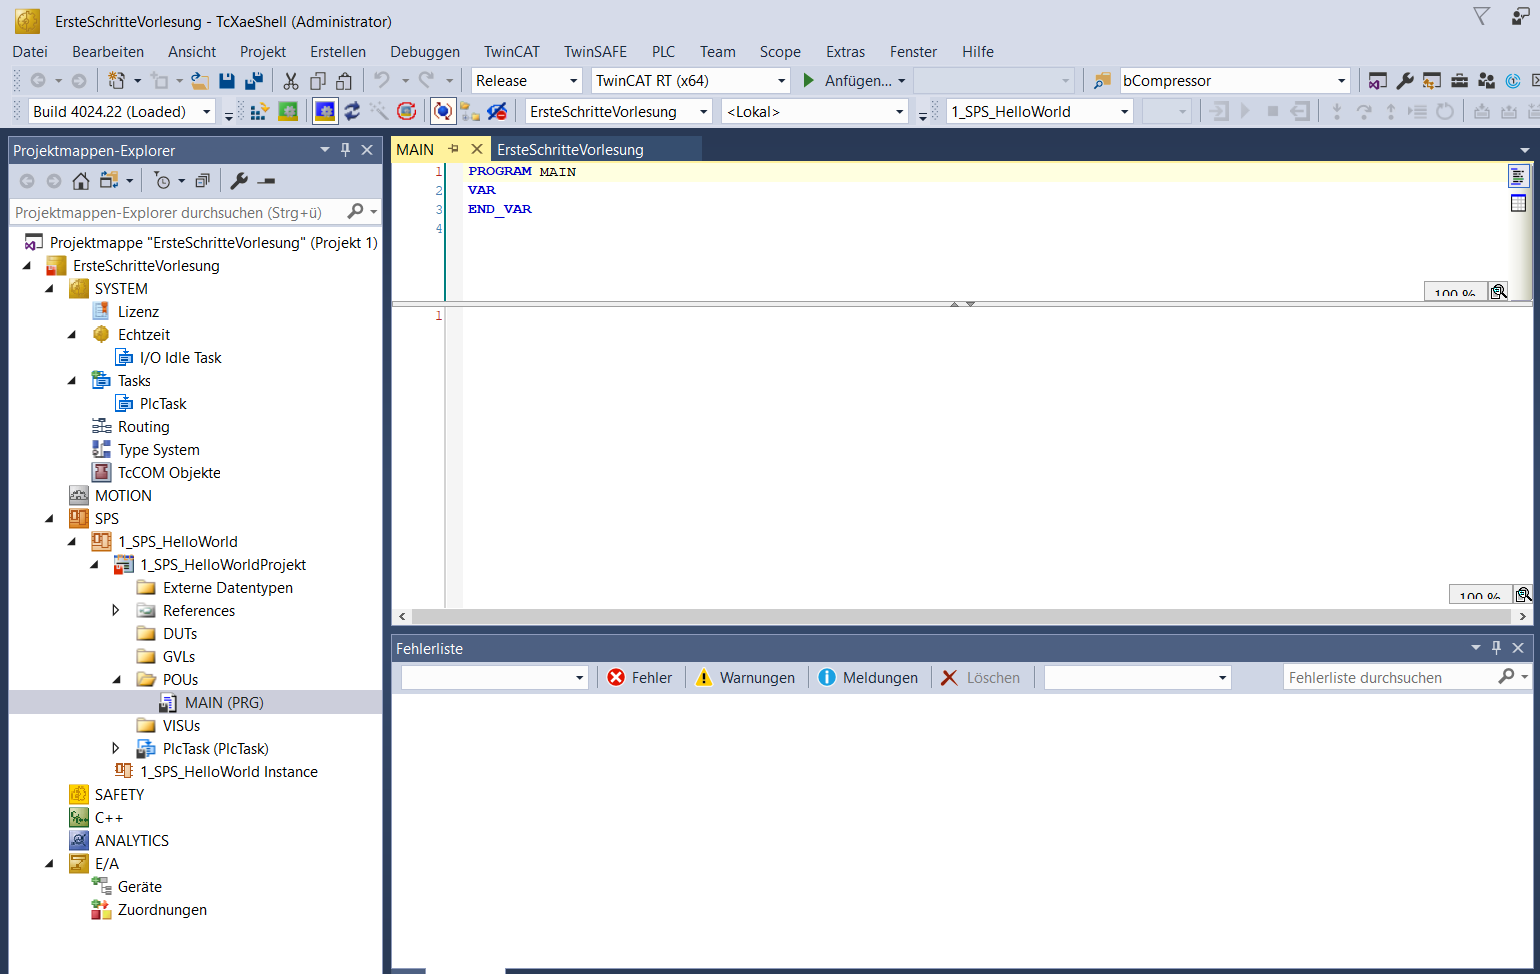 ErsteSchritteVorlesung - TcXaeShell (Administrator)
Datei Bearbeiten Ansicht Projekt Erstellen Debuggen TwinCAT TwinSAFE PLC Team Scope Extras Fenster Hilfe
Release TwinCAT RT (x64) Anfügen... bCompressor
Build 4024.22 (Loaded) ErsteSchritteVorlesung <Lokal> 1_SPS_HelloWorld
Projektmappen-Explorer
Projektmappen-Explorer durchsuchen (Strg+ü)
Projektmappe "ErsteSchritteVorlesung" (Projekt 1)
ErsteSchritteVorlesung
SYSTEM
Lizenz
Echtzeit
I/O Idle Task
Tasks
PlcTask
Routing
Type System
TcCOM Objekte
MOTION
SPS
1_SPS_HelloWorld
1_SPS_HelloWorldProjekt
Externe Datentypen
References
DUTs
GVLs
POUs
MAIN (PRG)
VISUs
PlcTask (PlcTask)
1_SPS_HelloWorld Instance
SAFETY
C++
ANALYTICS
E/A
Geräte
Zuordnungen
MAIN ErsteSchritteVorlesung
1 PROGRAM MAIN
2 VAR
3 END_VAR
4
100 %
1
100 %
Fehlerliste
Fehler Warnungen Meldungen Löschen Fehlerliste durchsuchen